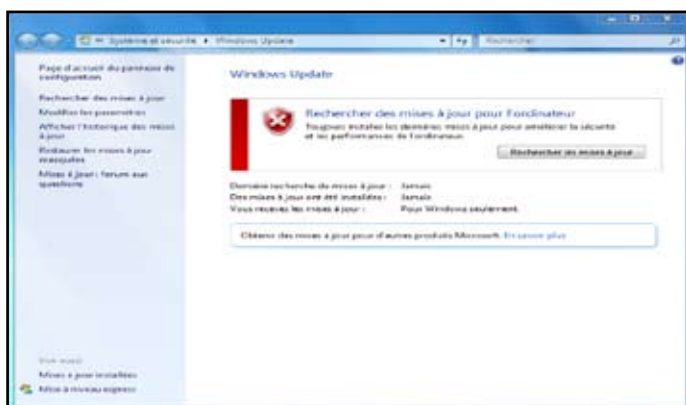 Système et sécurité ▸ Windows Update
Rechercher
Page d'accueil du panneau de
configuration
Rechercher des mises à jour
Modifier les paramètres
Afficher l'historique des mises
à jour
Restaurer les mises à jour
masquées
Mises à jour : forum aux
questions
Voir aussi
Mises à jour installées
Mise à niveau express
Windows Update
Rechercher des mises à jour pour l'ordinateur
Toujours installer les dernières mises à jour pour améliorer la sécurité
et les performances de l'ordinateur.
Rechercher des mises à jour
Dernière recherche de mises à jour : Jamais
Des mises à jour ont été installées : Jamais
Vous recevez les mises à jour : Pour Windows seulement.
Obtenir des mises à jour pour d'autres produits Microsoft. En savoir plus